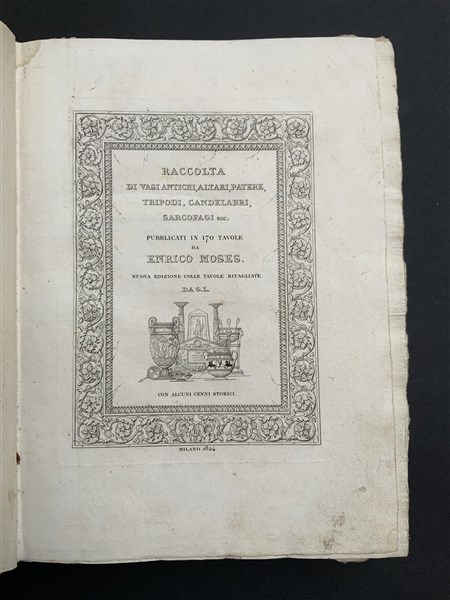 RACCOLTA
DI VASI ANTICHI, ALTARI, PATERE,
TRIPODI, CANDELABRI,
SARCOFAGI ecc.
PUBBLICATI IN 170 TAVOLE
DA
ENRICO MOSES.
NUOVA EDIZIONE COLLE TAVOLE RITAGLIATE
DA G. L.
CON ALCUNI CENNI STORICI.
MILANO 1824